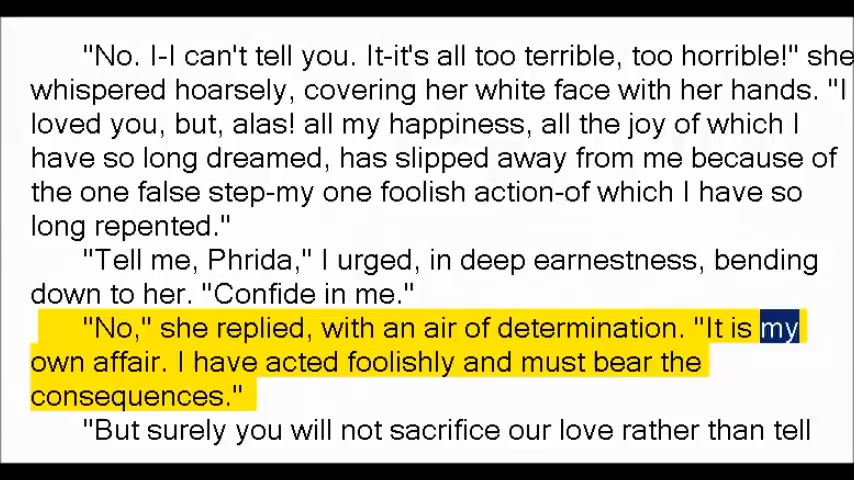 "No. I-I can't tell you. It-it's all too terrible, too horrible!" she
whispered hoarsely, covering her white face with her hands. "I
loved you, but, alas! all my happiness, all the joy of which I
have so long dreamed, has slipped away from me because of
the one false step-my one foolish action-of which I have so
long repented."
"Tell me, Phrida," I urged, in deep earnestness, bending
down to her. "Confide in me."
"No," she replied, with an air of determination. "It is my
own affair. I have acted foolishly and must bear the
consequences."
"But surely you will not sacrifice our love rather than tell